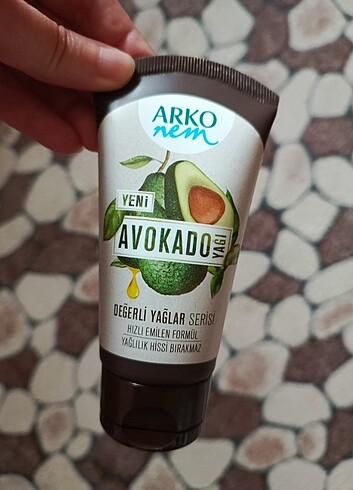 ARKO
nem
YENİ
AVOKADO
YAĞI
DEĞERLİ YAĞLAR SERİSİ
HIZLI EMİLEN FORMÜL
YAĞLILIK HİSSİ BIRAKMAZ